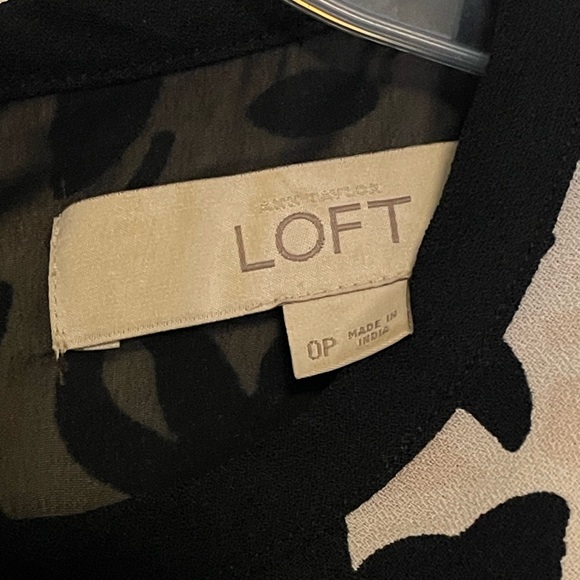 ANN TAYLOR
LOFT
0P
MADE IN
INDIA